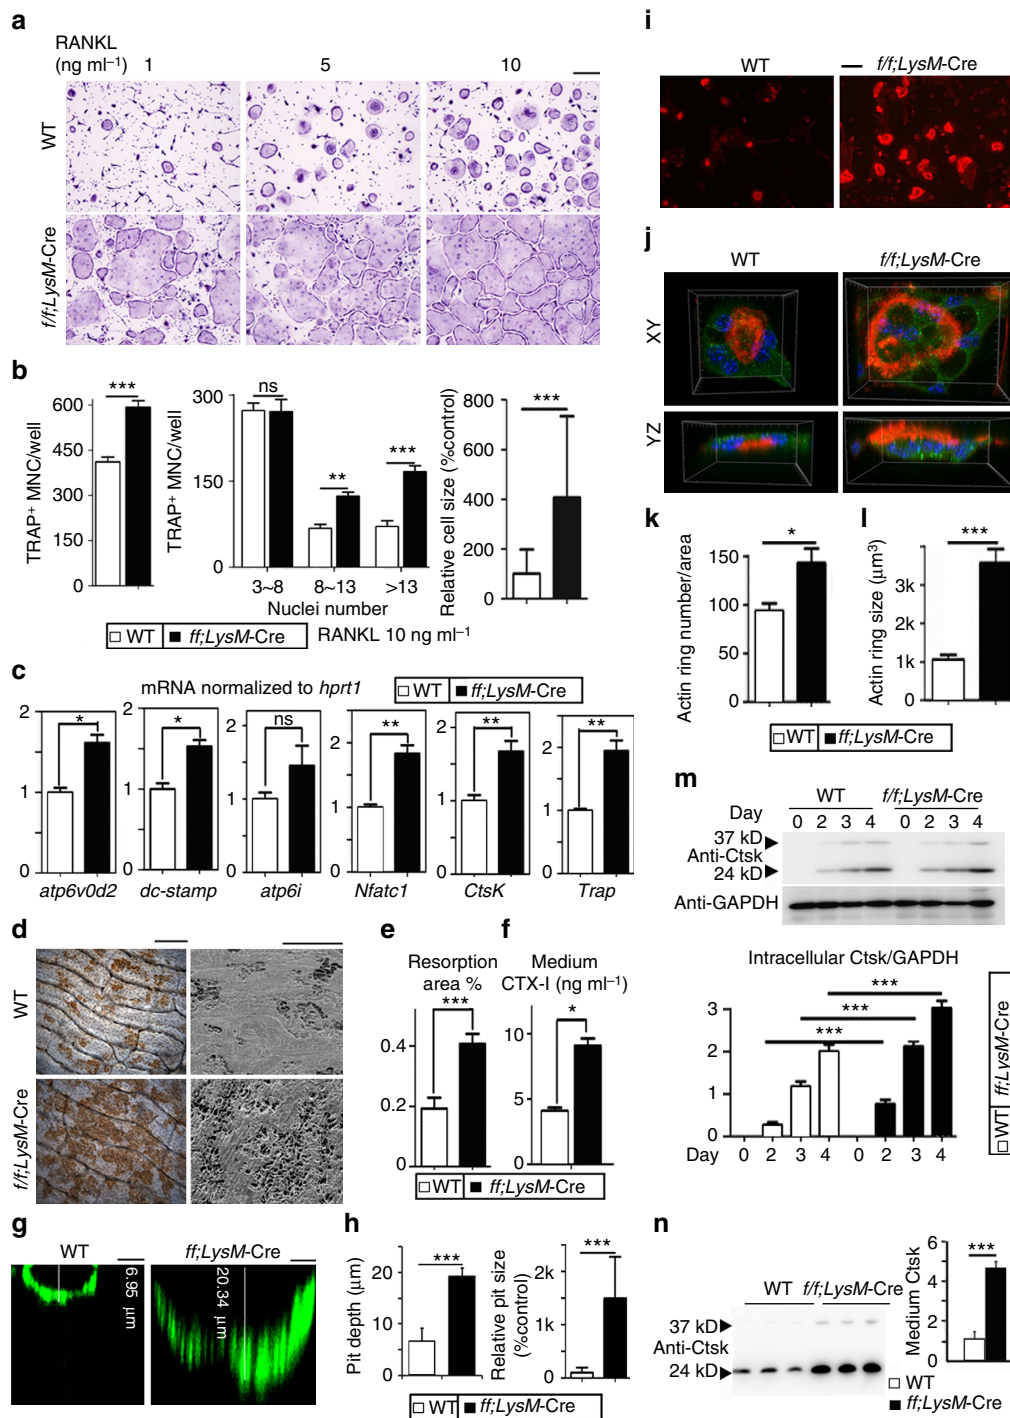 a
RANKL
(ng ml⁻¹) 1 5 10
WT
f/f;LysM-Cre
b
TRAP⁺ MNC/well
600
450
300
150
0
***
TRAP⁺ MNC/well
300
150
0
ns
**
***
3~8 8~13 >13
Nuclei number
Relative cell size (%control)
800
600
400
200
0
***
WT ff;LysM-Cre RANKL 10 ng ml⁻¹
c
mRNA normalized to hprt1
WT ff;LysM-Cre
2
1
0
*
atp6v0d2
2
1
0
*
dc-stamp
2
1
0
ns
atp6i
2
1
0
**
Nfatc1
2
1
0
**
CtsK
2
1
0
**
Trap
d
WT
f/f;LysM-Cre
e
Resorption
area %
0.4
0.2
0
***
f
Medium
CTX-I (ng ml⁻¹)
10
5
0
*
WT ff;LysM-Cre
g
WT ff;LysM-Cre
6.95 μm
20.34 μm
h
Pit depth (μm)
20
10
0
***
Relative pit size
(%control)
2k
1k
0
***
WT ff;LysM-Cre
i
WT f/f;LysM-Cre
j
WT f/f;LysM-Cre
XY
YZ
k
Actin ring number/area
150
100
50
0
*
l
Actin ring size (μm³)
3k
2k
1k
0
***
WT ff;LysM-Cre
m
WT f/f;LysM-Cre
Day 0 2 3 4 0 2 3 4
37 kD
Anti-Ctsk
24 kD
Anti-GAPDH
Intracellular Ctsk/GAPDH
3
2
1
0
***
***
***
Day 0 2 3 4 0 2 3 4
WT ff;LysM-Cre
n
WT f/f;LysM-Cre
37 kD
Anti-Ctsk
24 kD
Medium Ctsk
6
4
2
0
***
WT
ff;LysM-Cre